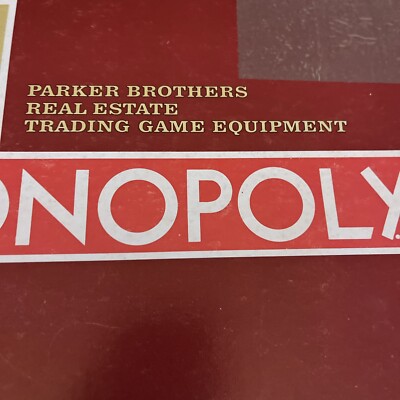 PARKER BROTHERS
REAL ESTATE
TRADING GAME EQUIPMENT
ONOPOLY